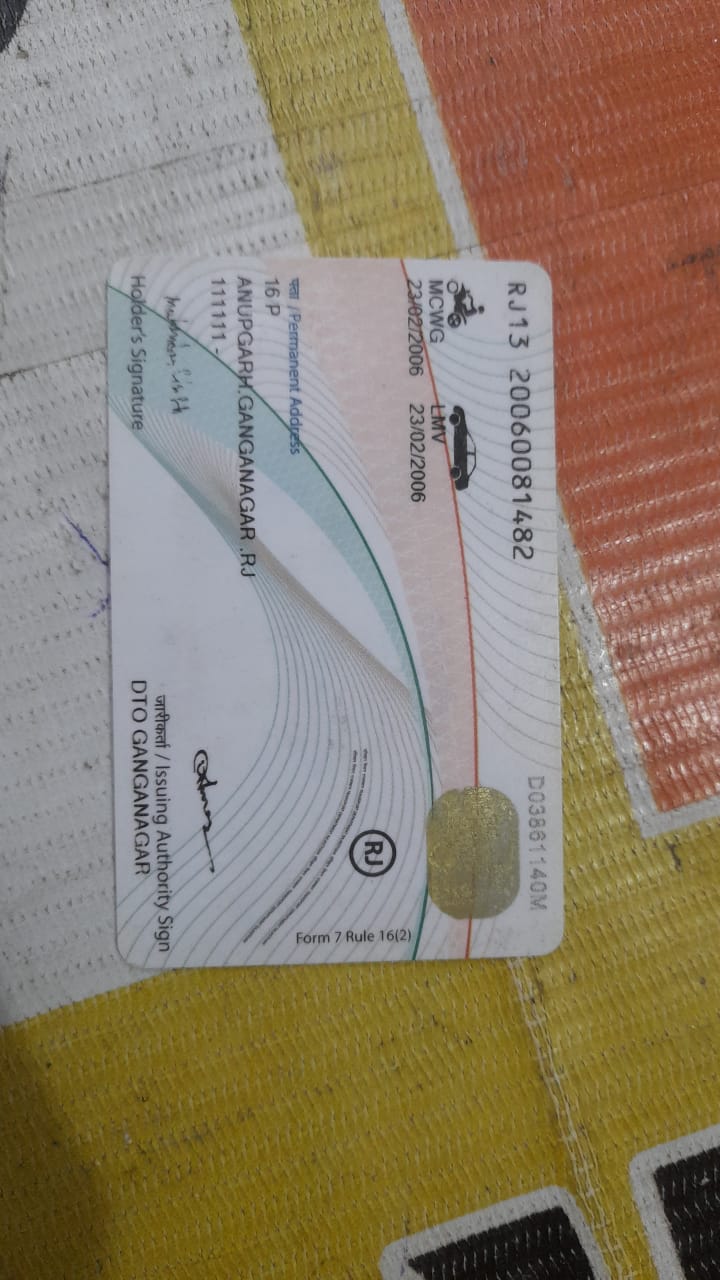 RJ13 20060081482
D03861140M
MCWG LMV
23/02/2006 23/02/2006
पता /Permanent Address
16 P
ANUPGARH,GANGANAGAR ,RJ
111111 -
RJ
Holder's Signature
जारीकर्ता / Issuing Authority Sign
DTO GANGANAGAR
Form 7 Rule 16(2)